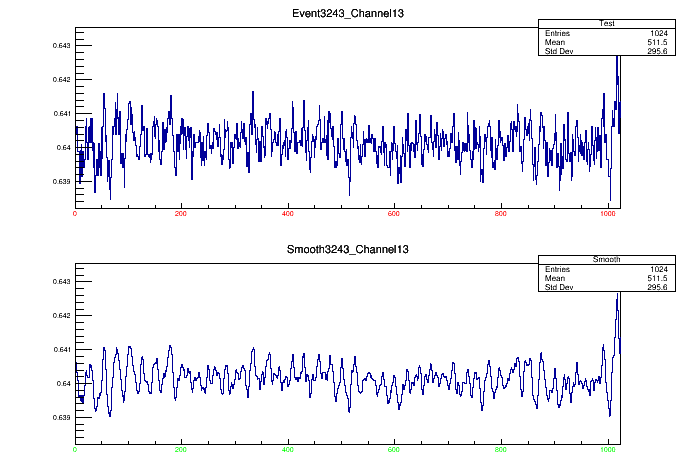 Event3243_Channel13
Test
Entries 1024
Mean 511.5
Std Dev 295.6
0.643
0.642
0.641
0.64
0.639
0 200 400 600 800 1000
Smooth3243_Channel13
Smooth
Entries 1024
Mean 511.5
Std Dev 295.6
0.643
0.642
0.641
0.64
0.639
0 200 400 600 800 1000